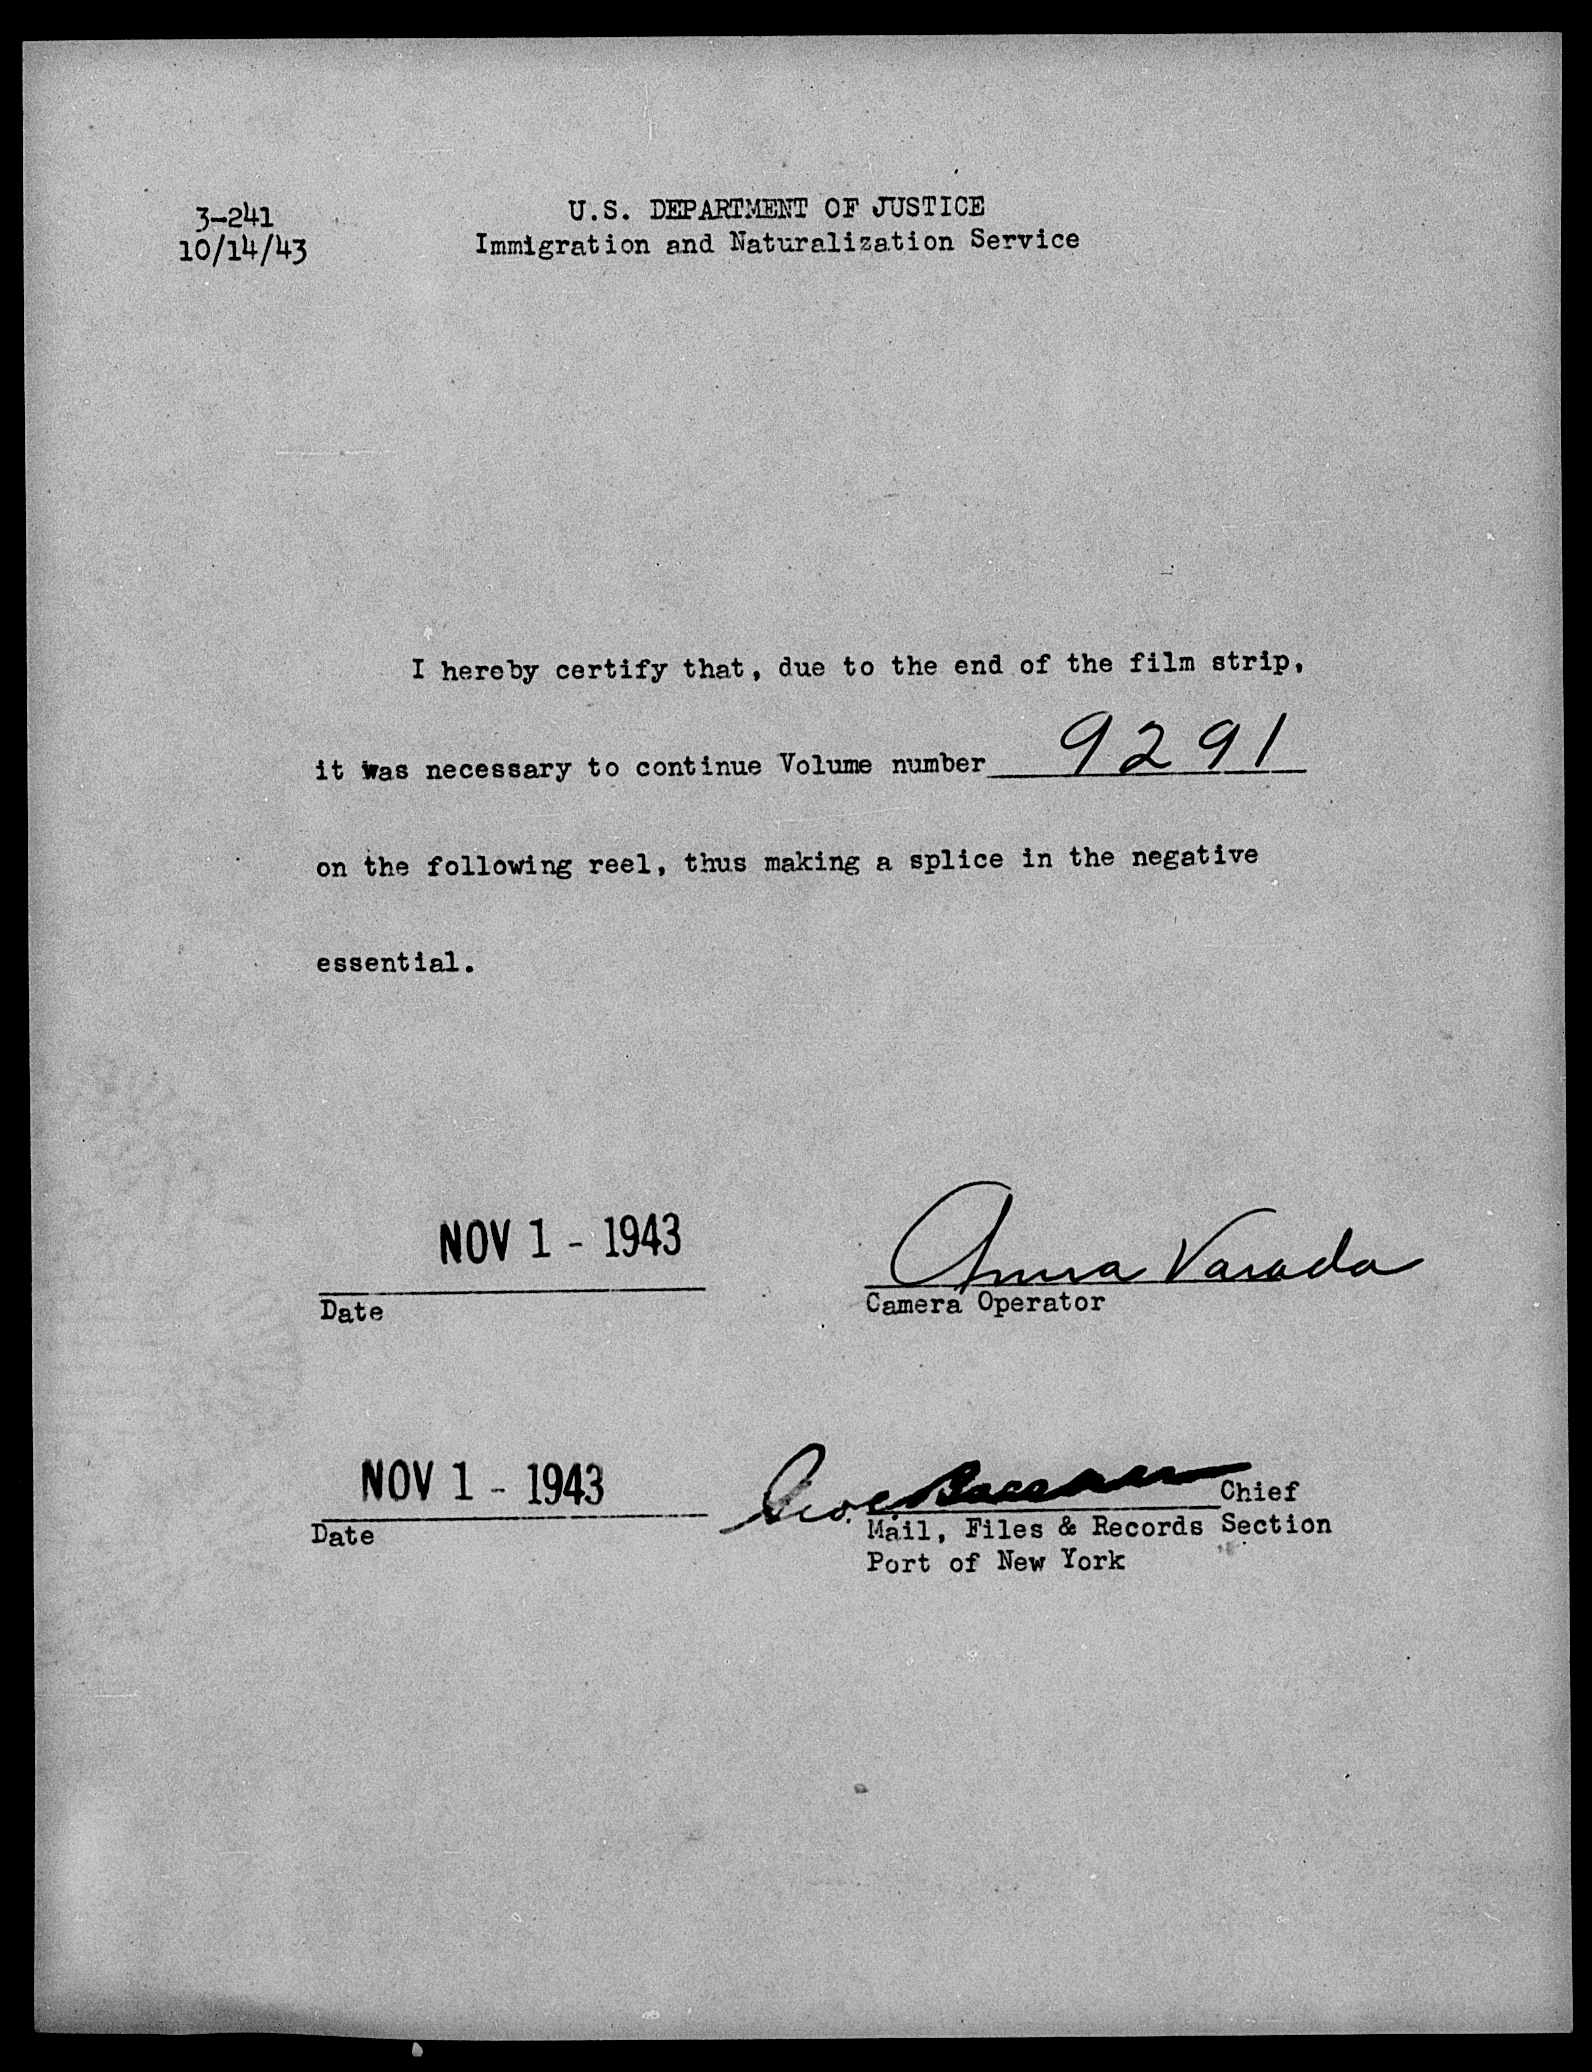 3-241
10/14/43
U.S. DEPARTMENT OF JUSTICE
Immigration and Naturalization Service
I hereby certify that, due to the end of the film strip,
it was necessary to continue Volume number 9291
on the following reel, thus making a splice in the negative
essential.
NOV 1 - 1943
Anna Varada
Date
Camera Operator
NOV 1 - 1943
Geo. Chief
Date
Mail, Files & Records Section
Port of New York